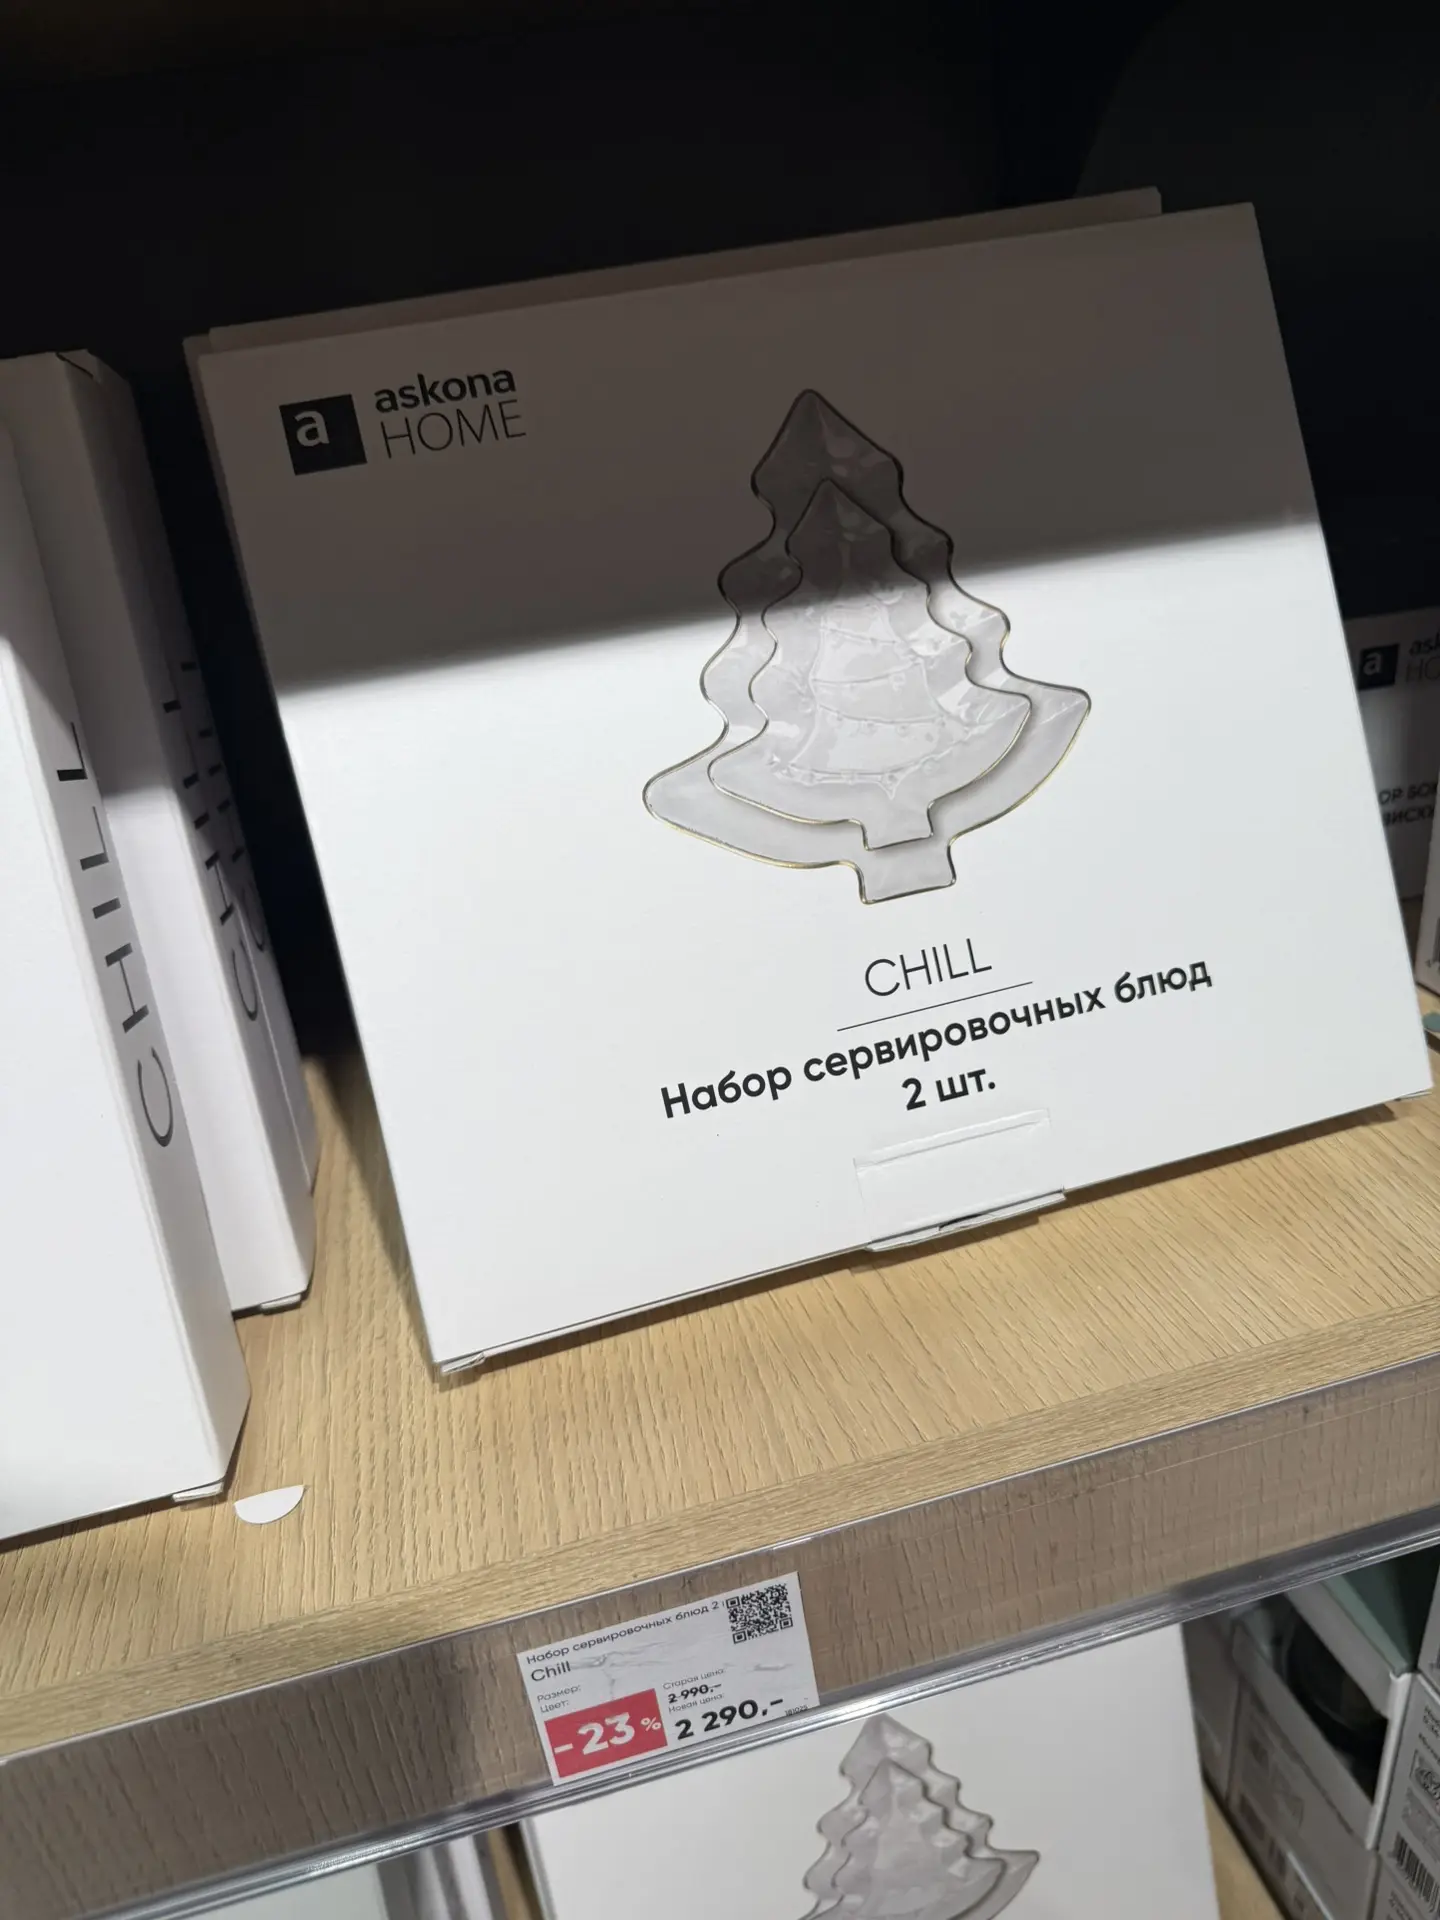 a
askona
HOME
CHILL
Набор сервировочных блюд
2 шт.
CHILL
CHILL
a
Набор сервировочных блюд 2
Chill
Размер:
Цвет:
Старая цена:
2 990,-
Новая цена:
-23%
2 290,-
181025